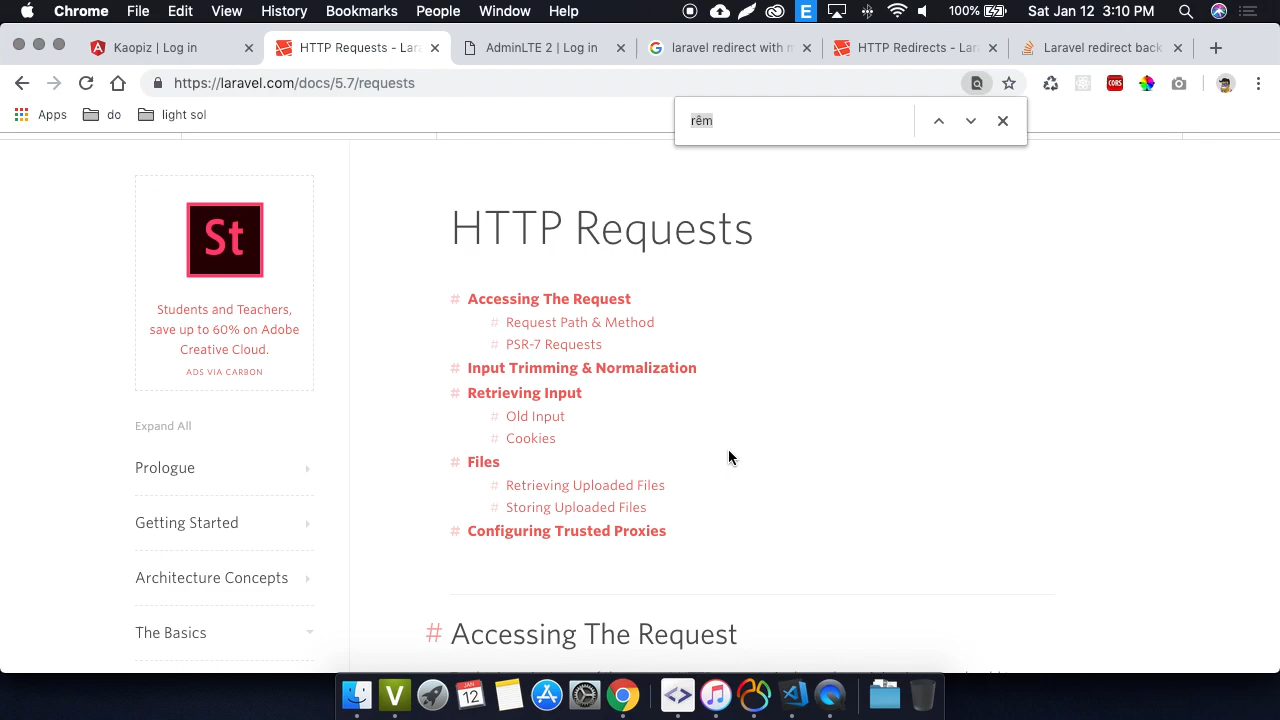 Chrome File Edit View History Bookmarks People Window Help 100% Sat Jan 12 3:10 PM
Kaopiz | Log in HTTP Requests - Lar AdminLTE 2 | Log in laravel redirect with m HTTP Redirects - Lar Laravel redirect back
https://laravel.com/docs/5.7/requests
Apps do light sol
rêm
St
Students and Teachers,
save up to 60% on Adobe
Creative Cloud.
ADS VIA CARBON
Expand All
Prologue
Getting Started
Architecture Concepts
The Basics
HTTP Requests
# Accessing The Request
# Request Path & Method
# PSR-7 Requests
# Input Trimming & Normalization
# Retrieving Input
# Old Input
# Cookies
# Files
# Retrieving Uploaded Files
# Storing Uploaded Files
# Configuring Trusted Proxies
# Accessing The Request
JAN
12